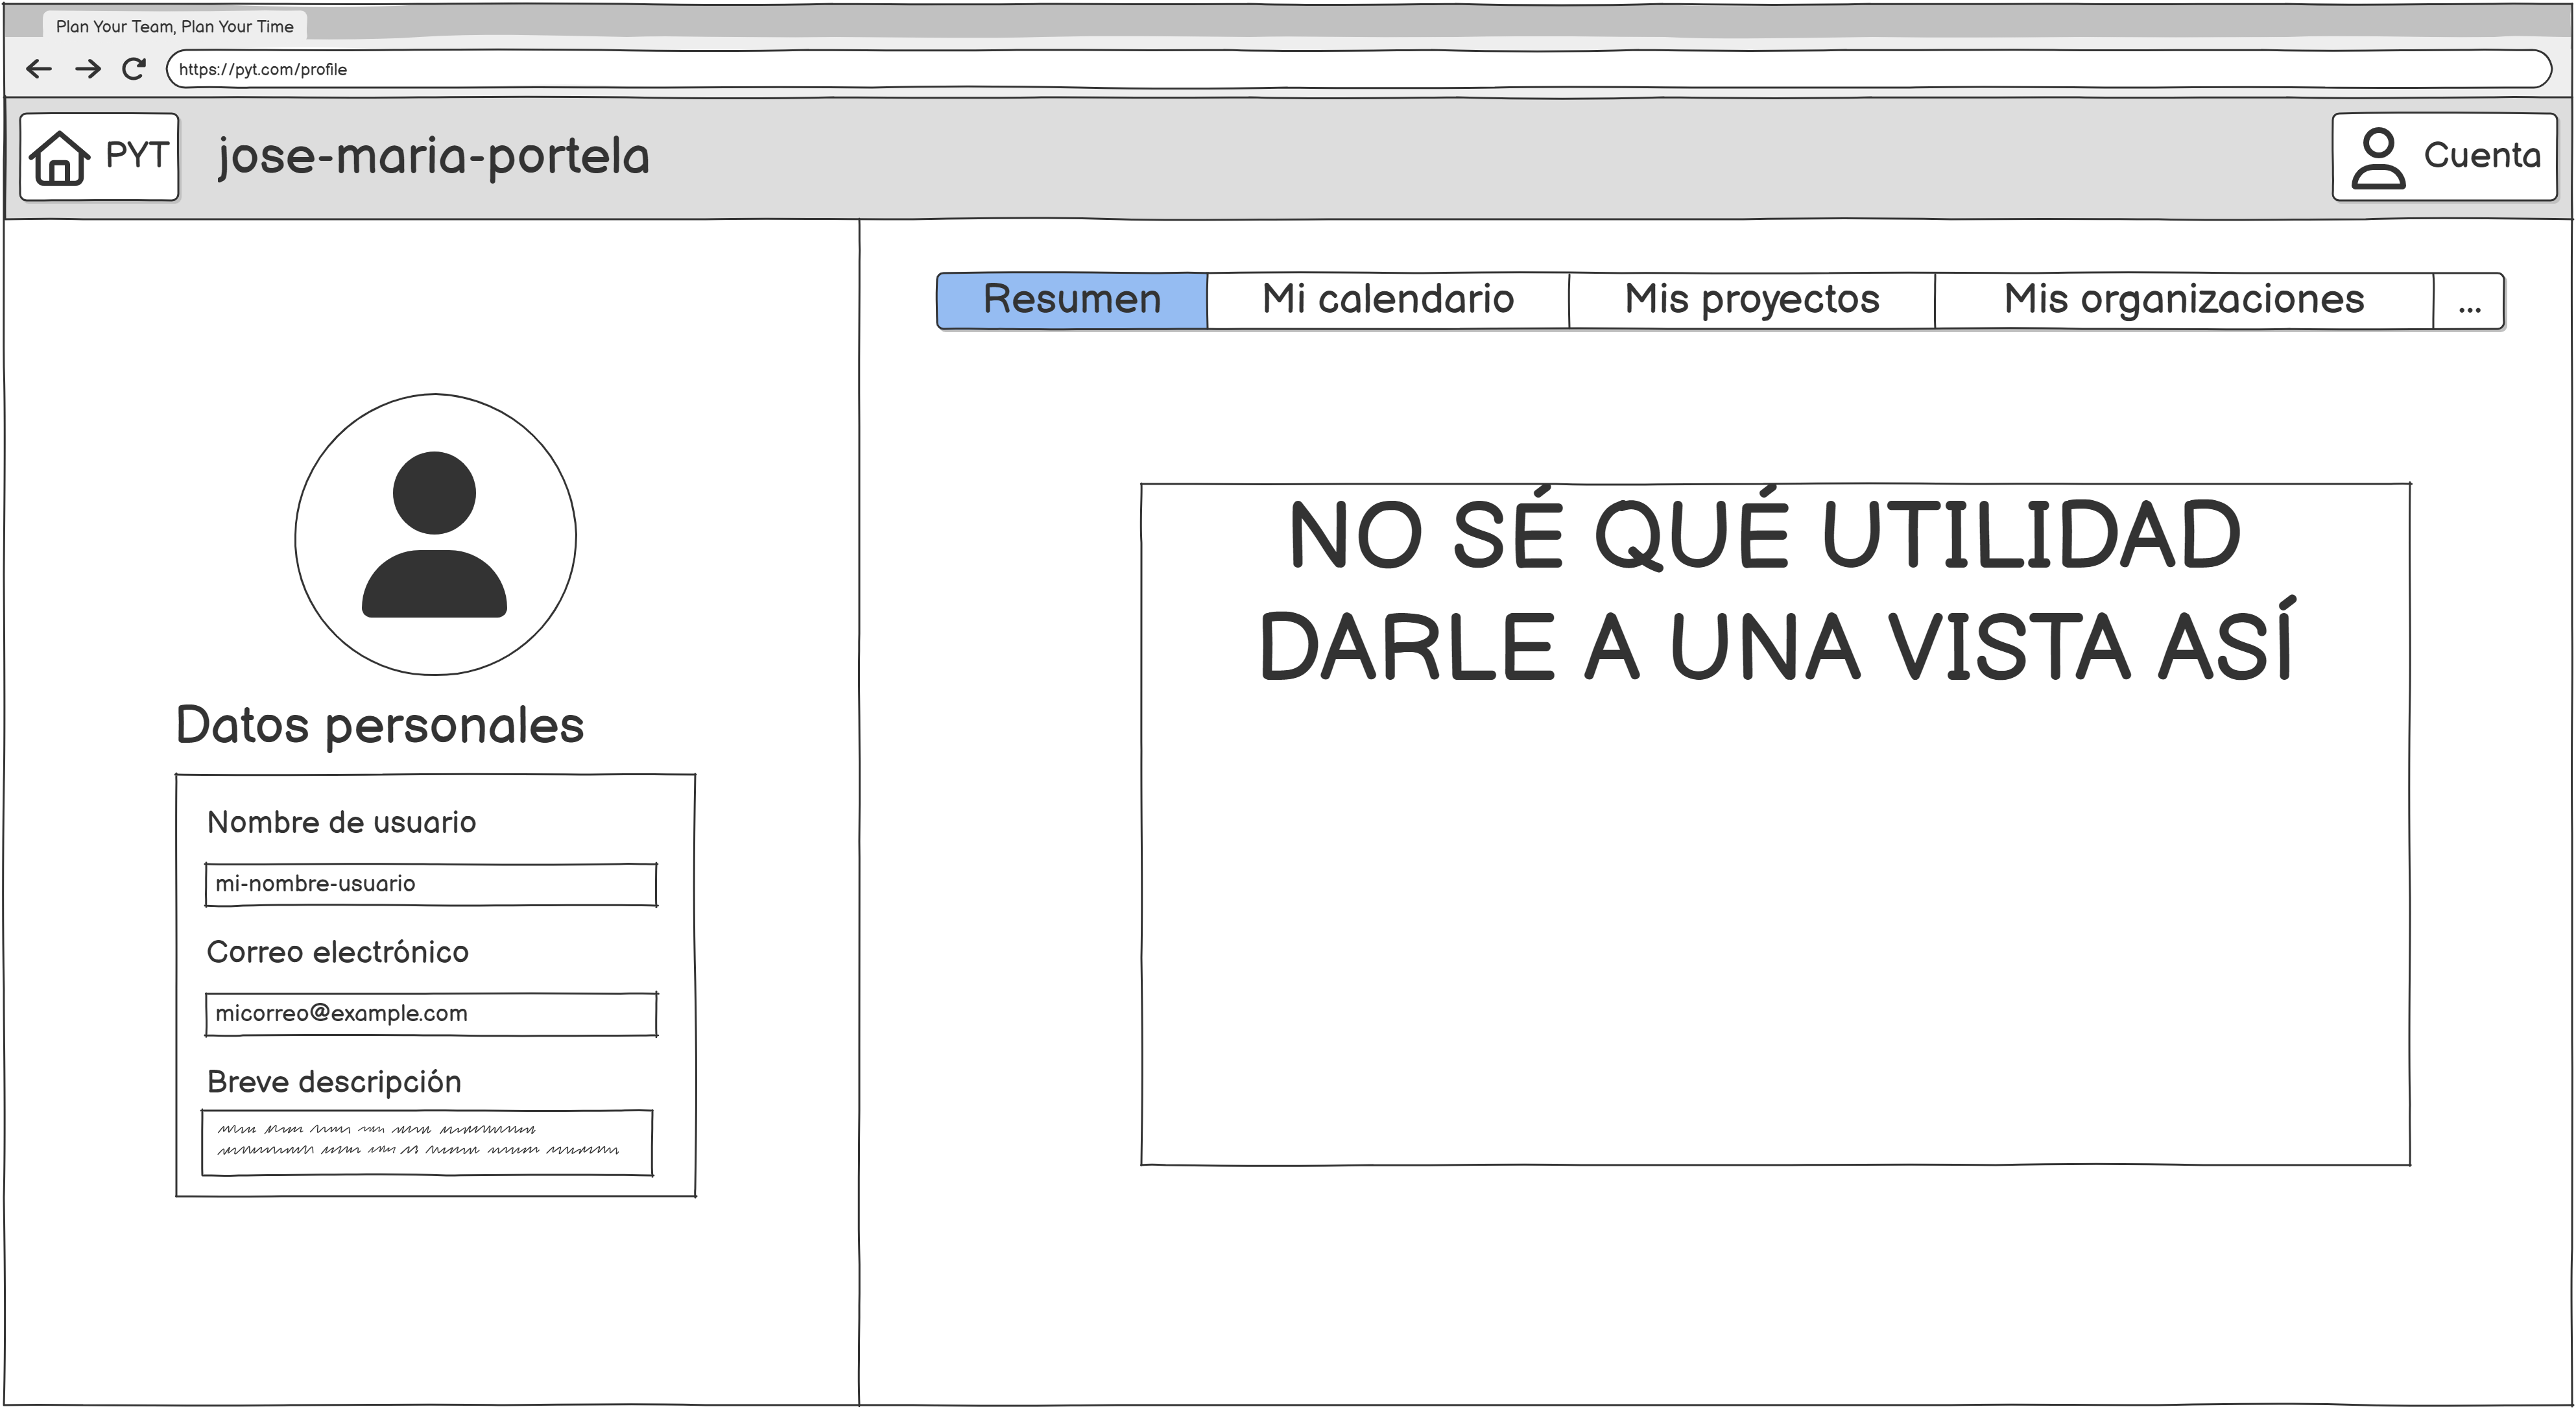 Plan Your Team, Plan Your Time
https://pyt.com/profile
PYT
jose-maria-portela
Cuenta
Resumen
Mi calendario
Mis proyectos
Mis organizaciones
...
NO SÉ QUÉ UTILIDAD
DARLE A UNA VISTA ASÍ
Datos personales
Nombre de usuario
mi-nombre-usuario
Correo electrónico
micorreo@example.com
Breve descripción